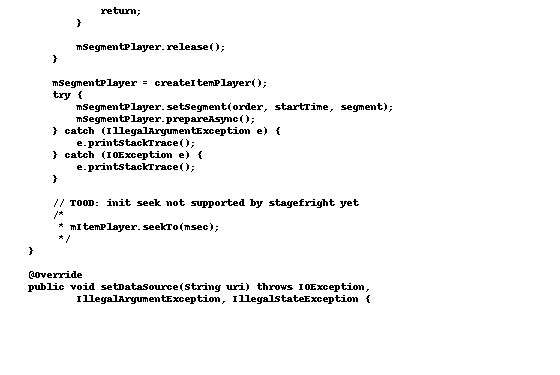 return;
}
mSegmentPlayer.release();
}
mSegmentPlayer = createItemPlayer();
try {
mSegmentPlayer.setSegment(order, startTime, segment);
mSegmentPlayer.prepareAsync();
} catch (IllegalArgumentException e) {
e.printStackTrace();
} catch (IOException e) {
e.printStackTrace();
}
// TOOD: init seek not supported by stagefright yet
/*
* mItemPlayer.seekTo(msec);
*/
}
@Override
public void setDataSource(String uri) throws IOException,
IllegalArgumentException, IllegalStateException {